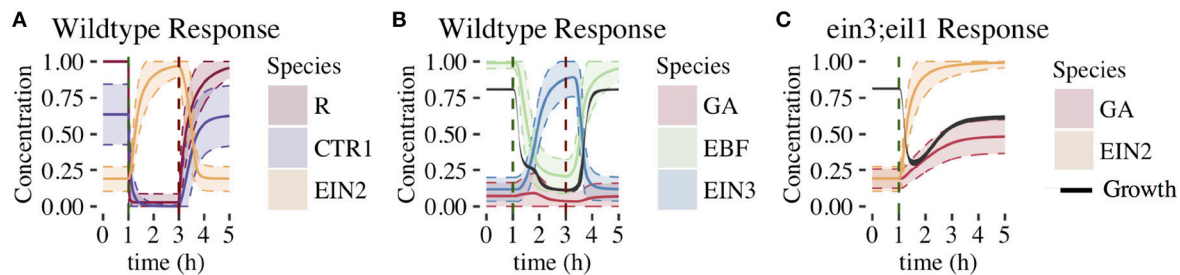 A
Wildtype Response
Concentration
1.00
0.75
0.50
0.25
0.00
0 1 2 3 4 5
time (h)
Species
R
CTR1
EIN2
B
Wildtype Response
Concentration
1.00
0.75
0.50
0.25
0.00
0 1 2 3 4 5
time (h)
Species
GA
EBF
EIN3
C
ein3;eil1 Response
Concentration
1.00
0.75
0.50
0.25
0.00
0 1 2 3 4 5
time (h)
Species
GA
EIN2
Growth